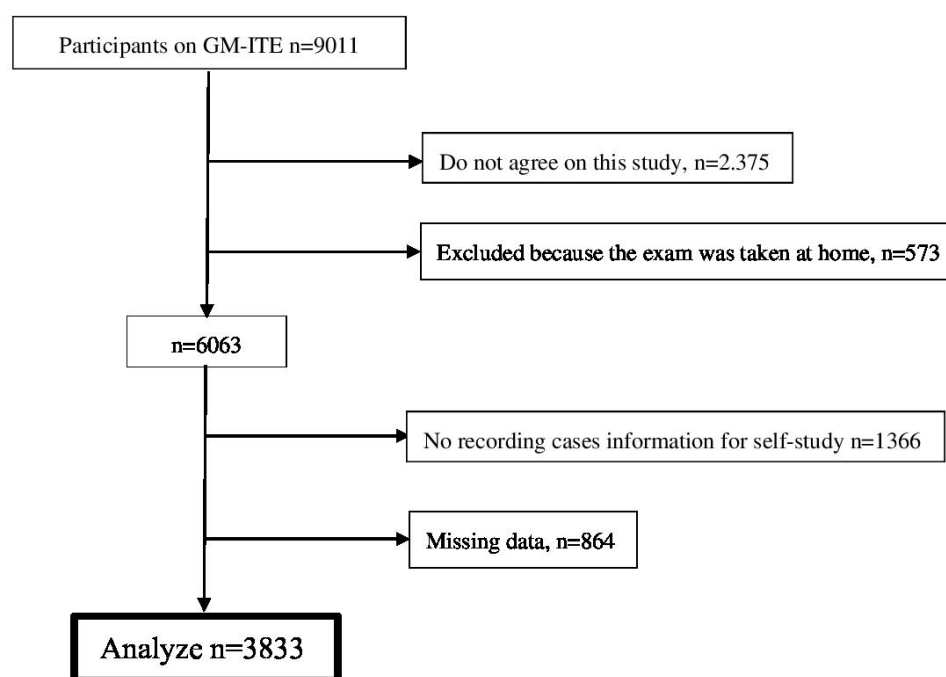 Participants on GM-ITE n=9011
Do not agree on this study, n=2.375
Excluded because the exam was taken at home, n=573
n=6063
No recording cases information for self-study n=1366
Missing data, n=864
Analyze n=3833